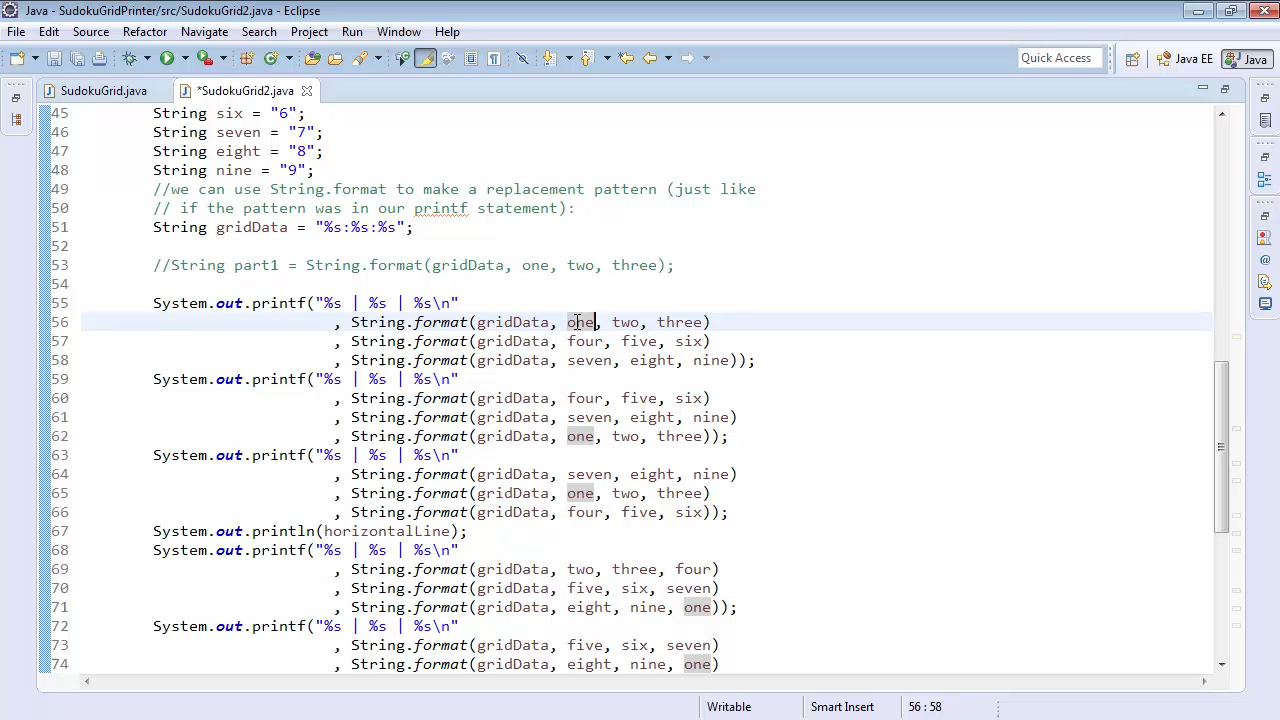 Java - SudokuGridPrinter/src/SudokuGrid2.java - Eclipse
File Edit Source Refactor Navigate Search Project Run Window Help
Quick Access Java EE Java
SudokuGrid.java *SudokuGrid2.java
45 String six = "6";
46 String seven = "7";
47 String eight = "8";
48 String nine = "9";
49 //we can use String.format to make a replacement pattern (just like
50 // if the pattern was in our printf statement):
51 String gridData = "%s:%s:%s";
52
53 //String part1 = String.format(gridData, one, two, three);
54
55 System.out.printf("%s | %s | %s\n"
56 , String.format(gridData, one, two, three)
57 , String.format(gridData, four, five, six)
58 , String.format(gridData, seven, eight, nine));
59 System.out.printf("%s | %s | %s\n"
60 , String.format(gridData, four, five, six)
61 , String.format(gridData, seven, eight, nine)
62 , String.format(gridData, one, two, three));
63 System.out.printf("%s | %s | %s\n"
64 , String.format(gridData, seven, eight, nine)
65 , String.format(gridData, one, two, three)
66 , String.format(gridData, four, five, six));
67 System.out.println(horizontalLine);
68 System.out.printf("%s | %s | %s\n"
69 , String.format(gridData, two, three, four)
70 , String.format(gridData, five, six, seven)
71 , String.format(gridData, eight, nine, one));
72 System.out.printf("%s | %s | %s\n"
73 , String.format(gridData, five, six, seven)
74 , String.format(gridData, eight, nine, one)
Writable Smart Insert 56 : 58